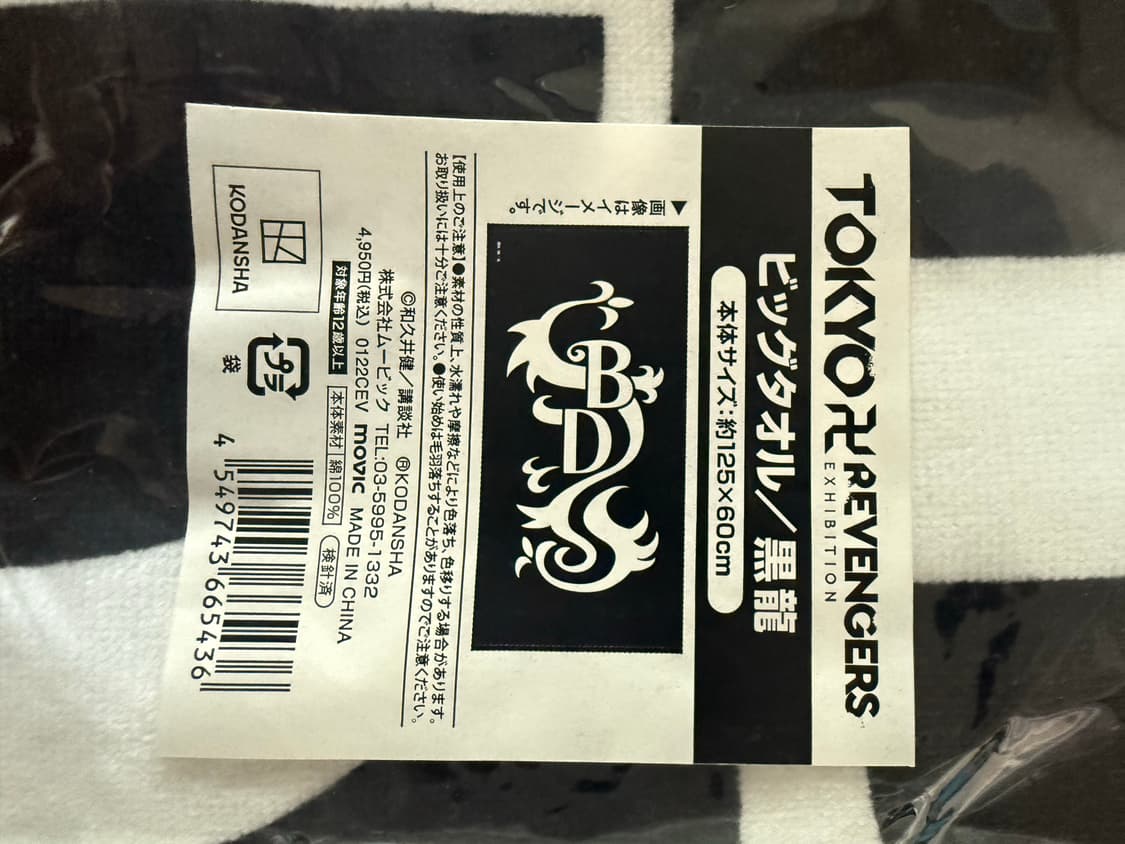 TOKYO卍REVENGERS
EXHIBITION
ビッグタオル/黒龍
本体サイズ:約125×60cm
▲画像はイメージです。
BD
【使用上のご注意】●素材の性質上、水濡れや摩擦などにより色落ち、色移りする場合があります。
お取り扱いには十分ご注意ください。●使い始めは毛羽落ちすることがありますのでご注意ください。
©和久井健/講談社 ®KODANSHA
株式会社ムービック TEL:03-5995-1332
4,950円(税込) 0122CEV movic MADE IN CHINA
対象年齢12歳以上 本体素材 綿100% 検針済
KODANSHA
プラ
袋
4 549743 665436